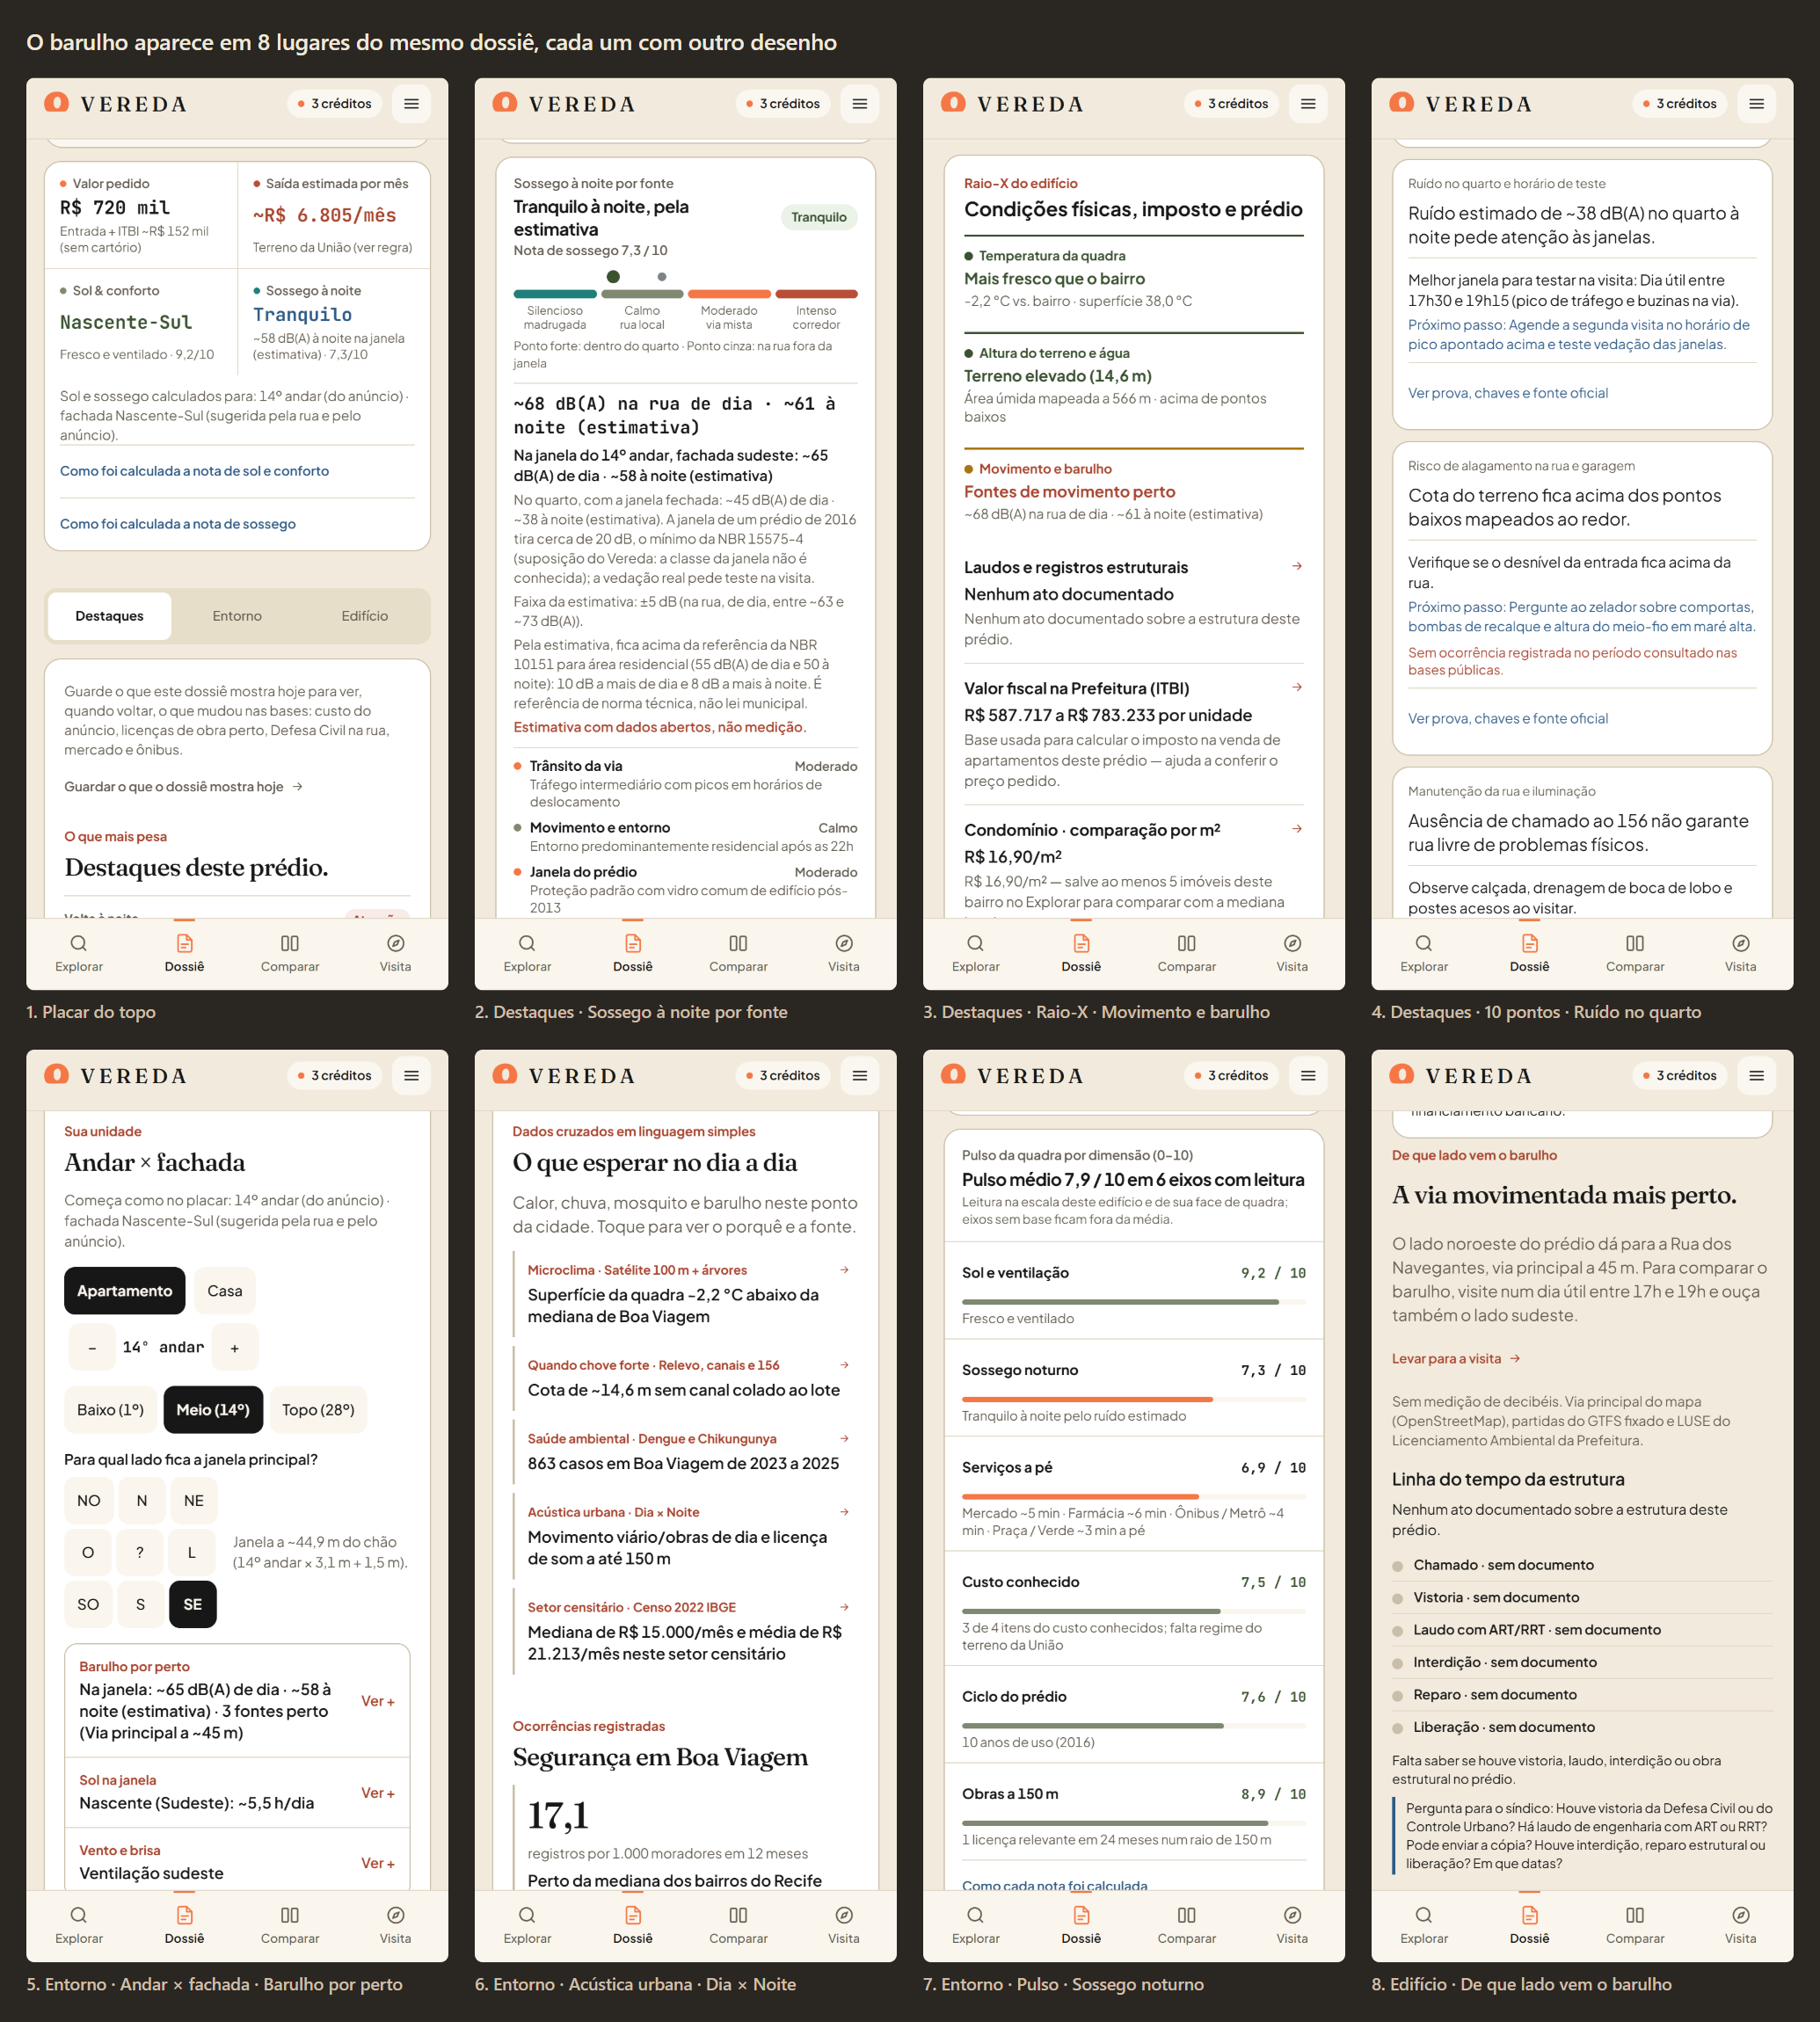 O barulho aparece em 8 lugares do mesmo dossiê, cada um com outro desenho
VEREDA
3 créditos
Valor pedido
R$ 720 mil
Entrada + ITBI ~R$ 152 mil
(sem cartório)
Saída estimada por mês
~R$ 6.805/mês
Terreno da União (ver regra)
Sol & conforto
Nascente-Sul
Fresco e ventilado · 9,2/10
Sossego à noite
Tranquilo
~58 dB(A) à noite na janela
(estimativa) · 7,3/10
Sol e sossego calculados para: 14º andar (do anúncio) ·
fachada Nascente-Sul (sugerida pela rua e pelo
anúncio).
Como foi calculada a nota de sol e conforto
Como foi calculada a nota de sossego
Destaques
Entorno
Edifício
Guarde o que este dossiê mostra hoje para ver,
quando voltar, o que mudou nas bases: custo do
anúncio, licenças de obra perto, Defesa Civil na rua,
mercado e ônibus.
Guardar o que o dossiê mostra hoje →
O que mais pesa
Destaques deste prédio.
Explorar
Dossiê
Comparar
Visita
1. Placar do topo
VEREDA
3 créditos
Sossego à noite por fonte
Tranquilo à noite, pela
estimativa
Tranquilo
Nota de sossego 7,3 / 10
Silencioso
madrugada
Calmo
rua local
Moderado
via mista
Intenso
corredor
Ponto forte: dentro do quarto · Ponto cinza: na rua fora da
janela
~68 dB(A) na rua de dia · ~61 à
noite (estimativa)
Na janela do 14º andar, fachada sudeste: ~65
dB(A) de dia · ~58 à noite (estimativa)
No quarto, com a janela fechada: ~45 dB(A) de dia ·
~38 à noite (estimativa). A janela de um prédio de 2016
tira cerca de 20 dB, o mínimo da NBR 15575-4
(suposição do Vereda: a classe da janela não é
conhecida); a vedação real pede teste na visita.
Faixa da estimativa: ±5 dB (na rua, de dia, entre ~63 e
~73 dB(A)).
Pela estimativa, fica acima da referência da NBR
10151 para área residencial (55 dB(A) de dia e 50 à
noite): 10 dB a mais de dia e 8 dB a mais à noite. É
referência de norma técnica, não lei municipal.
Estimativa com dados abertos, não medição.
Trânsito da via
Moderado
Tráfego intermediário com picos em horários de
deslocamento
Movimento e entorno
Calmo
Entorno predominantemente residencial após as 22h
Janela do prédio
Moderado
Proteção padrão com vidro comum de edifício pós-
2013
Explorar
Dossiê
Comparar
Visita
2. Destaques · Sossego à noite por fonte
VEREDA
3 créditos
Raio-X do edifício
Condições físicas, imposto e prédio
Temperatura da quadra
Mais fresco que o bairro
-2,2 °C vs. bairro · superfície 38,0 °C
Altura do terreno e água
Terreno elevado (14,6 m)
Área úmida mapeada a 566 m · acima de pontos
baixos
Movimento e barulho
Fontes de movimento perto
~68 dB(A) na rua de dia · ~61 à noite (estimativa)
Laudos e registros estruturais →
Nenhum ato documentado
Nenhum ato documentado sobre a estrutura deste
prédio.
Valor fiscal na Prefeitura (ITBI) →
R$ 587.717 a R$ 783.233 por unidade
Base usada para calcular o imposto na venda de
apartamentos deste prédio — ajuda a conferir o
preço pedido.
Condomínio · comparação por m² →
R$ 16,90/m²
R$ 16,90/m² — salve ao menos 5 imóveis deste
bairro no Explorar para comparar com a mediana
Explorar
Dossiê
Comparar
Visita
3. Destaques · Raio-X · Movimento e barulho
VEREDA
3 créditos
Ruído no quarto e horário de teste
Ruído estimado de ~38 dB(A) no quarto à
noite pede atenção às janelas.
Melhor janela para testar na visita: Dia útil entre
17h30 e 19h15 (pico de tráfego e buzinas na via).
Próximo passo: Agende a segunda visita no horário de
pico apontado acima e teste vedação das janelas.
Ver prova, chaves e fonte oficial
Risco de alagamento na rua e garagem
Cota do terreno fica acima dos pontos
baixos mapeados ao redor.
Verifique se o desnível da entrada fica acima da
rua.
Próximo passo: Pergunte ao zelador sobre comportas,
bombas de recalque e altura do meio-fio em maré alta.
Sem ocorrência registrada no período consultado nas
bases públicas.
Ver prova, chaves e fonte oficial
Manutenção da rua e iluminação
Ausência de chamado ao 156 não garante
rua livre de problemas físicos.
Observe calçada, drenagem de boca de lobo e
postes acesos ao visitar.
Explorar
Dossiê
Comparar
Visita
4. Destaques · 10 pontos · Ruído no quarto
VEREDA
3 créditos
Sua unidade
Andar × fachada
Começa como no placar: 14º andar (do anúncio) ·
fachada Nascente-Sul (sugerida pela rua e pelo
anúncio).
Apartamento
Casa
−
14º andar
+
Baixo (1º)
Meio (14º)
Topo (28º)
Para qual lado fica a janela principal?
NO
N
NE
O
?
L
SO
S
SE
Janela a ~44,9 m do chão
(14º andar × 3,1 m + 1,5 m).
Barulho por perto
Na janela: ~65 dB(A) de dia · ~58 à
noite (estimativa) · 3 fontes perto
(Via principal a ~45 m)
Ver +
Sol na janela
Nascente (Sudeste): ~5,5 h/dia
Ver +
Vento e brisa
Ventilação sudeste
Ver +
Explorar
Dossiê
Comparar
Visita
5. Entorno · Andar × fachada · Barulho por perto
VEREDA
3 créditos
Dados cruzados em linguagem simples
O que esperar no dia a dia
Calor, chuva, mosquito e barulho neste ponto
da cidade. Toque para ver o porquê e a fonte.
Microclima · Satélite 100 m + árvores →
Superfície da quadra -2,2 °C abaixo da
mediana de Boa Viagem
Quando chove forte · Relevo, canais e 156 →
Cota de ~14,6 m sem canal colado ao lote
Saúde ambiental · Dengue e Chikungunya →
863 casos em Boa Viagem de 2023 a 2025
Acústica urbana · Dia × Noite →
Movimento viário/obras de dia e licença
de som a até 150 m
Setor censitário · Censo 2022 IBGE →
Mediana de R$ 15.000/mês e média de R$
21.213/mês neste setor censitário
Ocorrências registradas
Segurança em Boa Viagem
17,1
registros por 1.000 moradores em 12 meses
Perto da mediana dos bairros do Recife
Explorar
Dossiê
Comparar
Visita
6. Entorno · Acústica urbana · Dia × Noite
VEREDA
3 créditos
Pulso da quadra por dimensão (0–10)
Pulso médio 7,9 / 10 em 6 eixos com leitura
Leitura na escala deste edifício e de sua face de quadra;
eixos sem base ficam fora da média.
Sol e ventilação
9,2 / 10
Fresco e ventilado
Sossego noturno
7,3 / 10
Tranquilo à noite pelo ruído estimado
Serviços a pé
6,9 / 10
Mercado ~5 min · Farmácia ~6 min · Ônibus / Metrô ~4
min · Praça / Verde ~3 min a pé
Custo conhecido
7,5 / 10
3 de 4 itens do custo conhecidos; falta regime do
terreno da União
Ciclo do prédio
7,6 / 10
10 anos de uso (2016)
Obras a 150 m
8,9 / 10
1 licença relevante em 24 meses num raio de 150 m
Como cada nota foi calculada
Explorar
Dossiê
Comparar
Visita
7. Entorno · Pulso · Sossego noturno
VEREDA
3 créditos
financiamento bancário.
De que lado vem o barulho
A via movimentada mais perto.
O lado noroeste do prédio dá para a Rua dos
Navegantes, via principal a 45 m. Para comparar o
barulho, visite num dia útil entre 17h e 19h e ouça
também o lado sudeste.
Levar para a visita →
Sem medição de decibéis. Via principal do mapa
(OpenStreetMap), partidas do GTFS fixado e LUSE do
Licenciamento Ambiental da Prefeitura.
Linha do tempo da estrutura
Nenhum ato documentado sobre a estrutura deste
prédio.
Chamado · sem documento
Vistoria · sem documento
Laudo com ART/RRT · sem documento
Interdição · sem documento
Reparo · sem documento
Liberação · sem documento
Falta saber se houve vistoria, laudo, interdição ou obra
estrutural no prédio.
Pergunta para o síndico: Houve vistoria da Defesa Civil ou do
Controle Urbano? Há laudo de engenharia com ART ou RRT?
Pode enviar a cópia? Houve interdição, reparo estrutural ou
liberação? Em que datas?
Explorar
Dossiê
Comparar
Visita
8. Edifício · De que lado vem o barulho